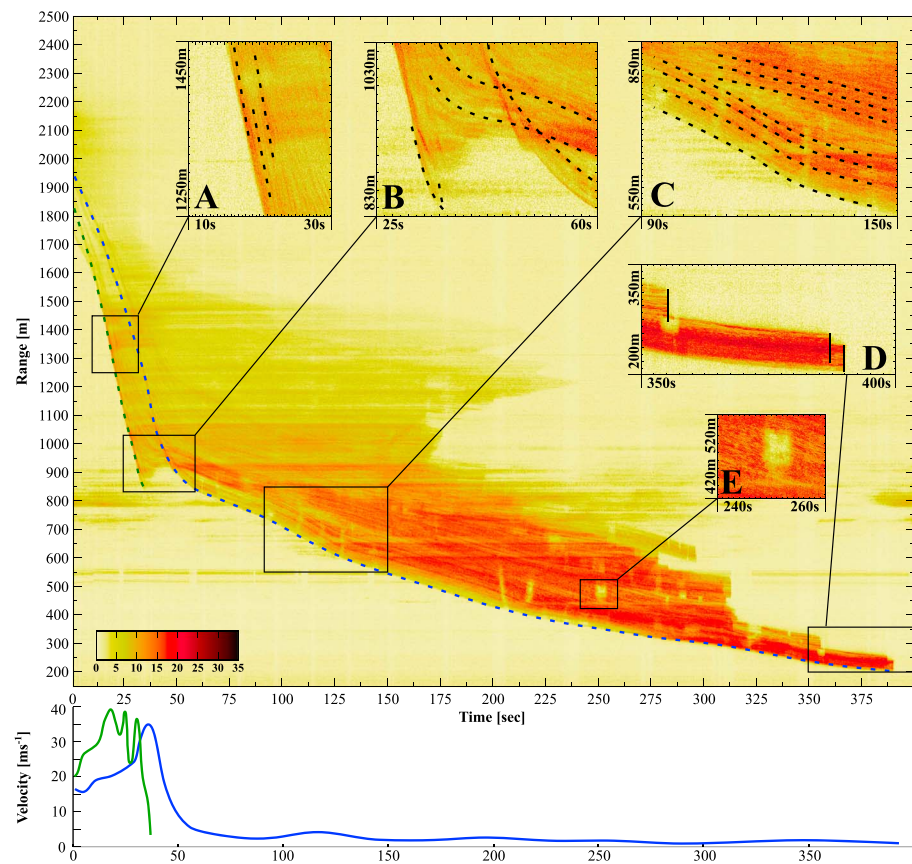 2500
2400
2300
2200
2100
2000
1900
1800
1700
1600
1500
1400
1300
1200
1100
1000
900
800
700
600
500
400
300
200
Range [m]
1450m
1250m
A
10s
30s
1030m
830m
B
25s
60s
850m
550m
C
90s
150s
350m
200m
D
350s
400s
520m
420m
E
240s
260s
0 5 10 15 20 25 30 35
0 25 50 75 100 125 150 175 200 225 250 275 300 325 350 375
Time [sec]
Velocity [ms-1]
40
30
20
10
0
0 50 100 150 200 250 300 350